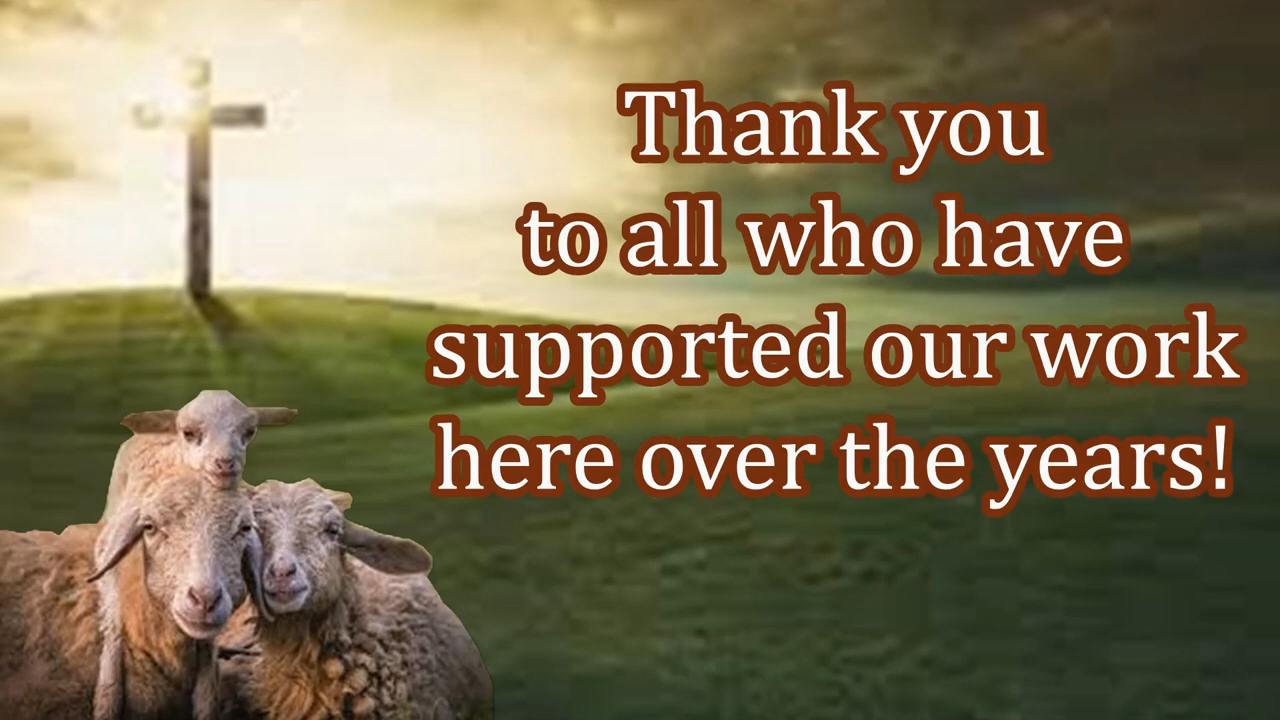 Thank you
to all who have
supported our work
here over the years!